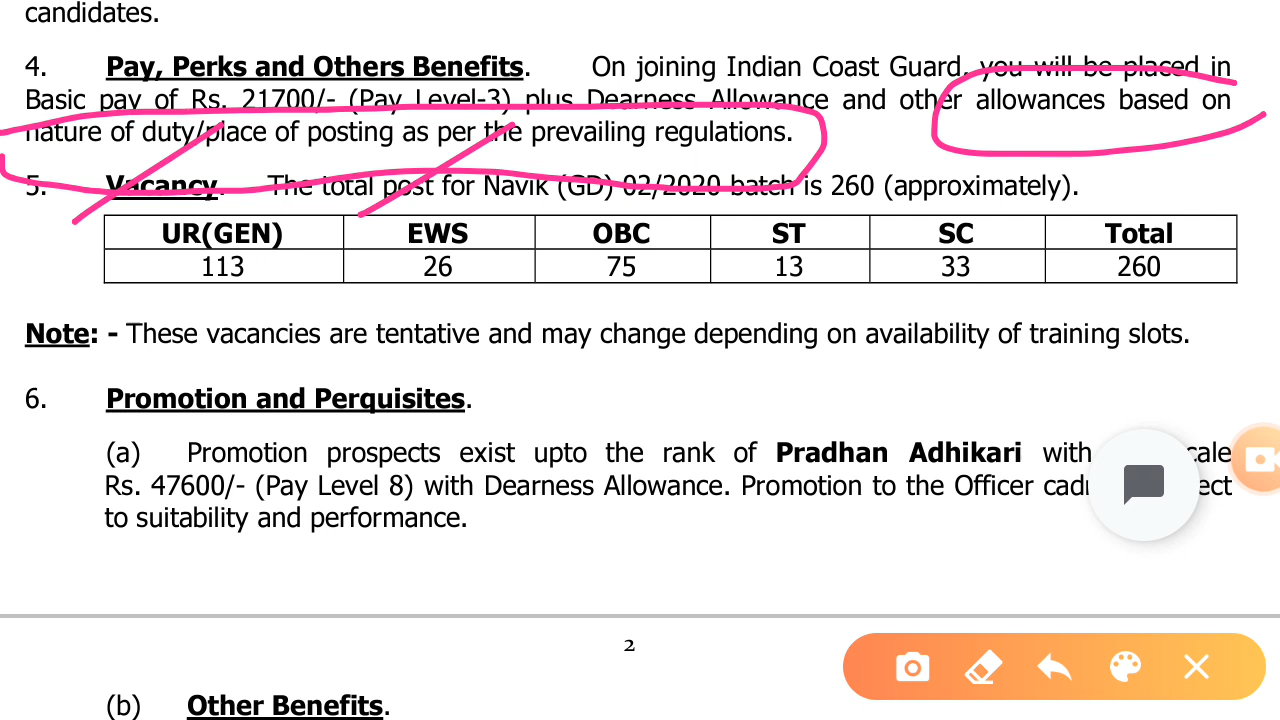 candidates.
4. Pay, Perks and Others Benefits. On joining Indian Coast Guard, you will be placed in
Basic pay of Rs. 21700/- (Pay Level-3) plus Dearness Allowance and other allowances based on
nature of duty/place of posting as per the prevailing regulations.
5. Vacancy. The total post for Navik (GD) 02/2020 batch is 260 (approximately).
UR(GEN) EWS OBC ST SC Total
113 26 75 13 33 260
Note: - These vacancies are tentative and may change depending on availability of training slots.
6. Promotion and Perquisites.
(a) Promotion prospects exist upto the rank of Pradhan Adhikari with cale
Rs. 47600/- (Pay Level 8) with Dearness Allowance. Promotion to the Officer cad ect
to suitability and performance.
2
(b) Other Benefits.